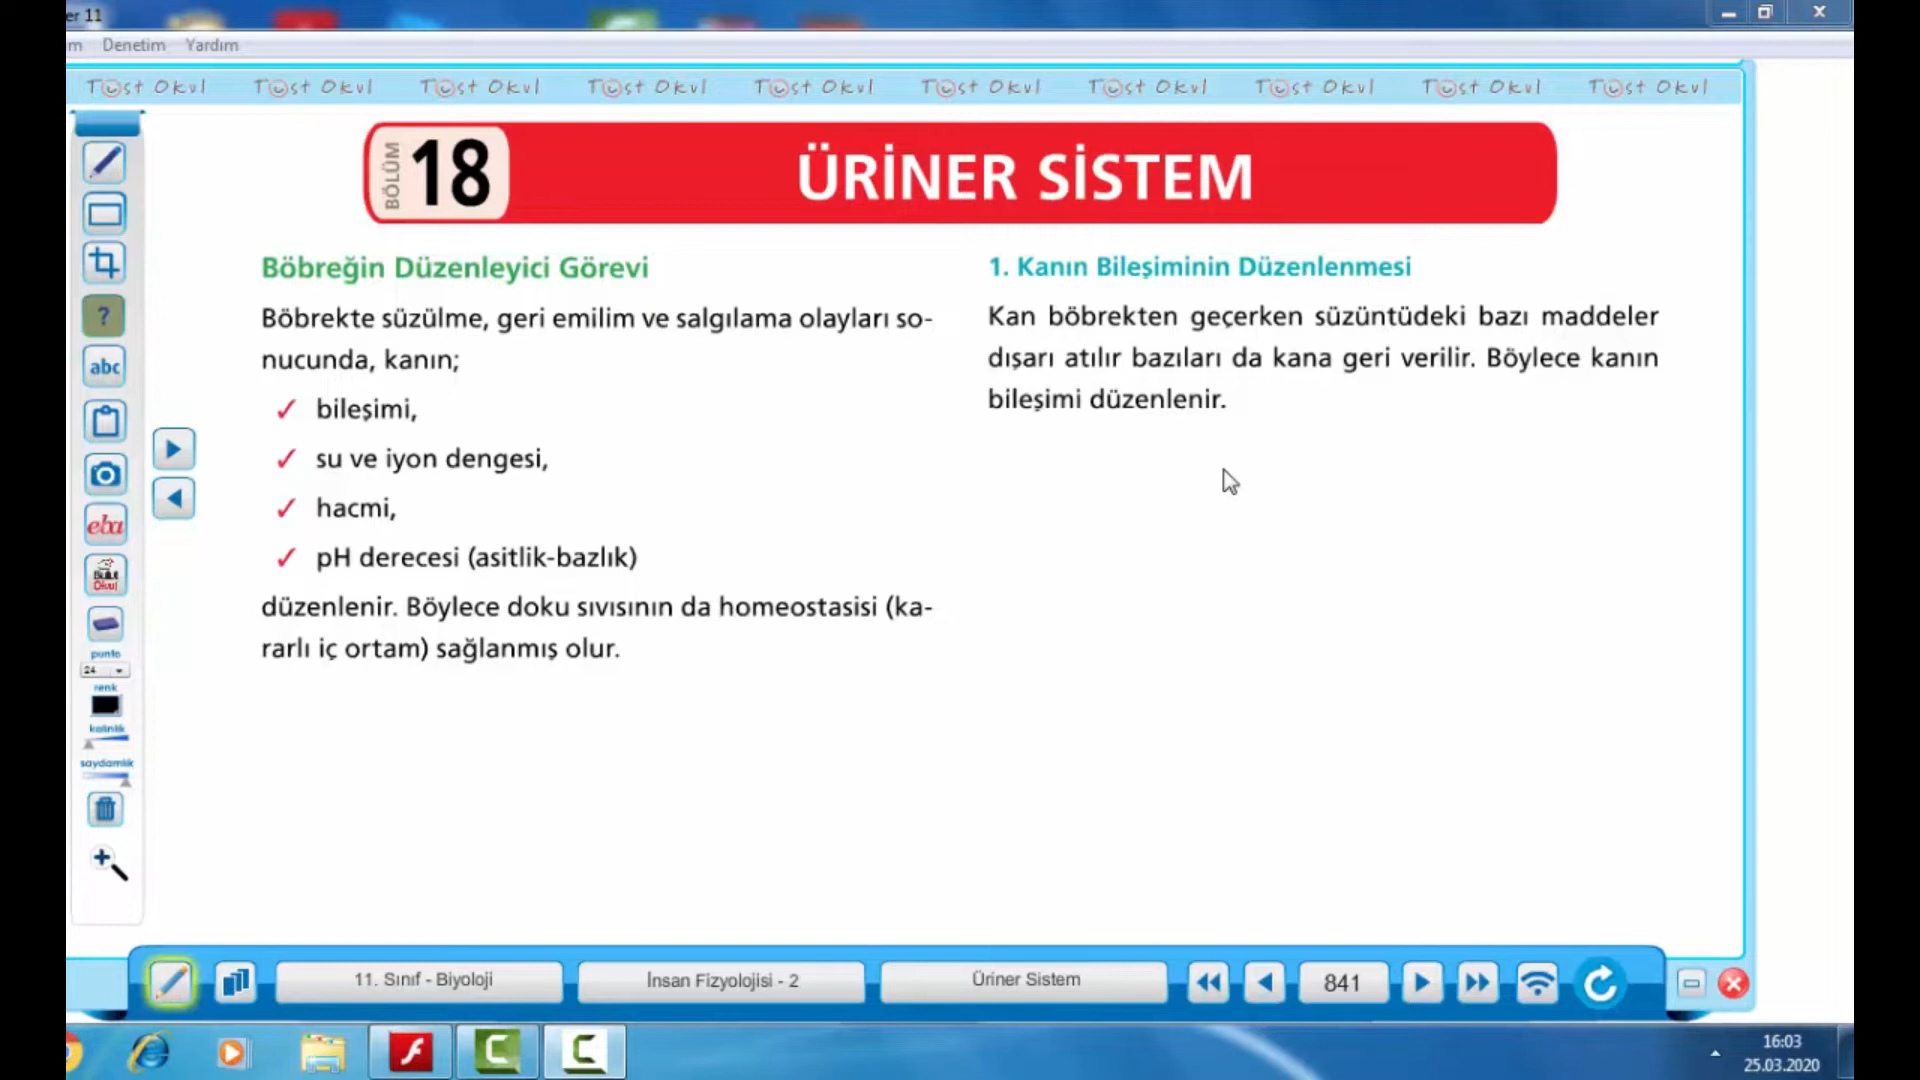 er 11
m Denetim Yardım
Test Okul Test Okul Test Okul Test Okul Test Okul Test Okul Test Okul Test Okul Test Okul Test Okul
BÖLÜM 18 ÜRİNER SİSTEM
Böbreğin Düzenleyici Görevi
Böbrekte süzülme, geri emilim ve salgılama olayları so-
nucunda, kanın;
✓ bileşimi,
✓ su ve iyon dengesi,
✓ hacmi,
✓ pH derecesi (asitlik-bazlık)
düzenlenir. Böylece doku sıvısının da homeostasisi (ka-
rarlı iç ortam) sağlanmış olur.
1. Kanın Bileşiminin Düzenlenmesi
Kan böbrekten geçerken süzüntüdeki bazı maddeler
dışarı atılır bazıları da kana geri verilir. Böylece kanın
bileşimi düzenlenir.
?
abc
eba
Bulut
Okul
punto
24
renk
kalınlık
saydamlık
11. Sınıf - Biyoloji
İnsan Fizyolojisi - 2
Üriner Sistem
841
16:03
25.03.2020